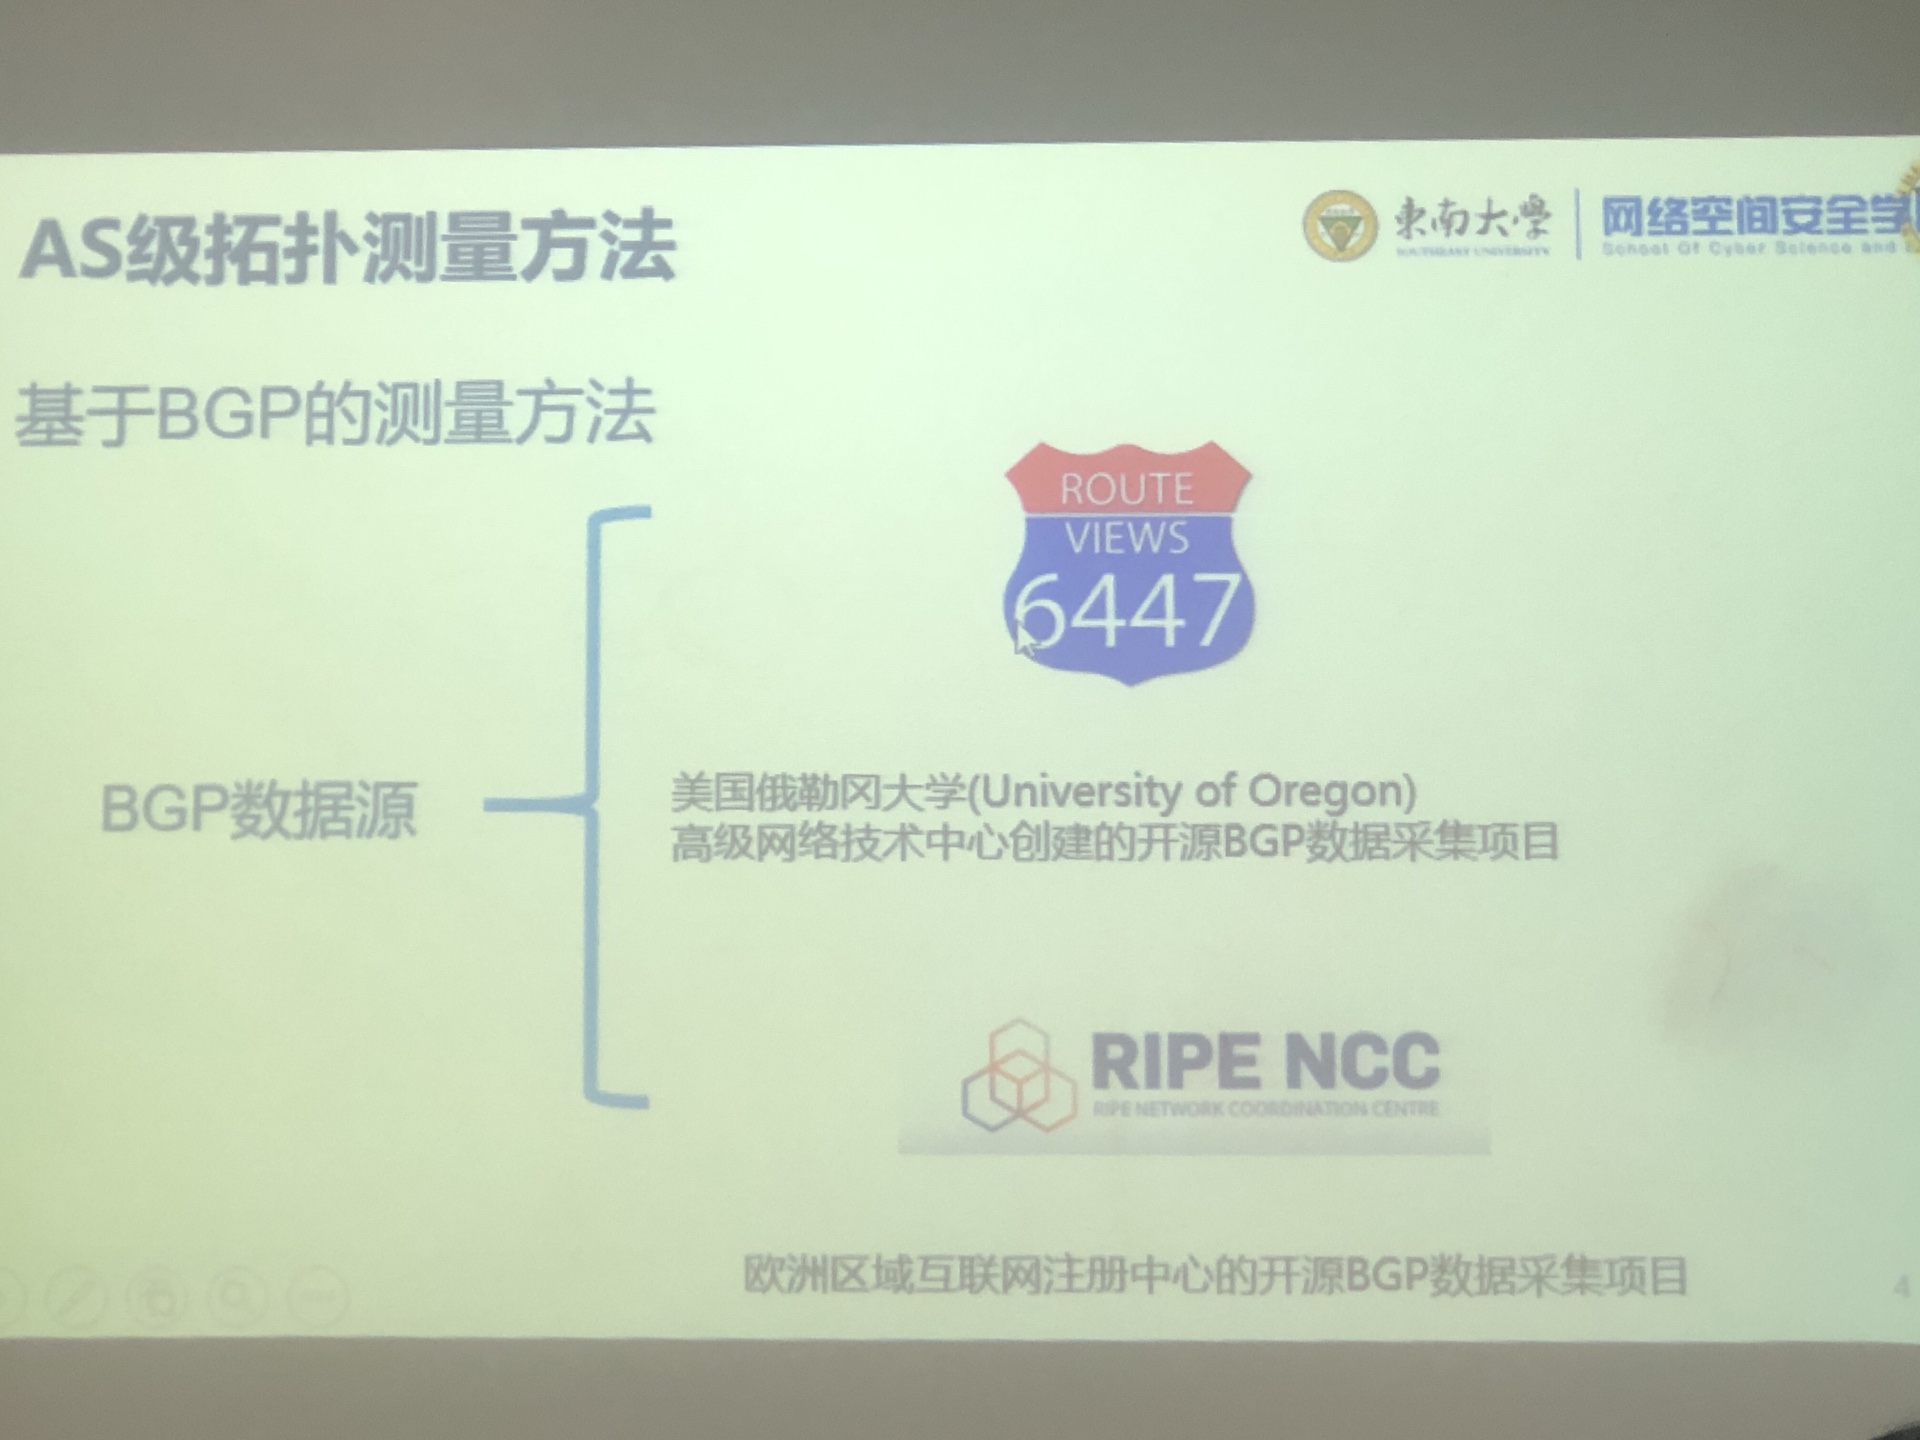 AS级拓扑测量方法
東南大學
SOUTHEAST UNIVERSITY
网络空间安全学
School Of Cyber Science and
基于BGP的测量方法
ROUTE
VIEWS
6447
BGP数据源
美国俄勒冈大学(University of Oregon)
高级网络技术中心创建的开源BGP数据采集项目
RIPE NCC
RIPE NETWORK COORDINATION CENTRE
欧洲区域互联网注册中心的开源BGP数据采集项目
4